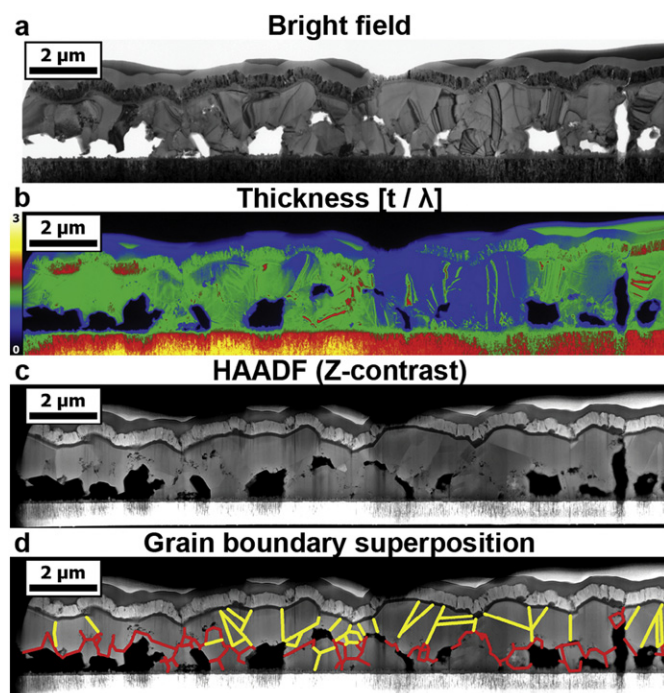 a
Bright field
2 µm
b
Thickness [t / λ]
3
2 µm
0
c
HAADF (Z-contrast)
2 µm
d
Grain boundary superposition
2 µm